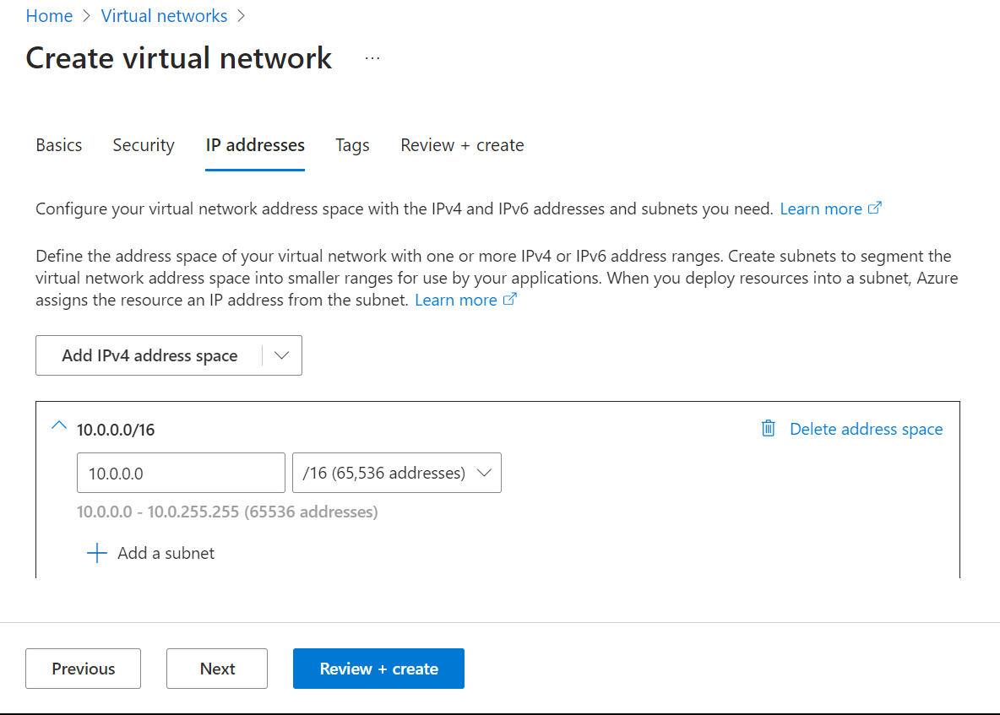 Home > Virtual networks >
Create virtual network ...
Basics Security IP addresses Tags Review + create
Configure your virtual network address space with the IPv4 and IPv6 addresses and subnets you need. Learn more
Define the address space of your virtual network with one or more IPv4 or IPv6 address ranges. Create subnets to segment the
virtual network address space into smaller ranges for use by your applications. When you deploy resources into a subnet, Azure
assigns the resource an IP address from the subnet. Learn more
Add IPv4 address space
10.0.0.0/16 Delete address space
10.0.0.0 /16 (65,536 addresses)
10.0.0.0 - 10.0.255.255 (65536 addresses)
+ Add a subnet
Previous Next Review + create